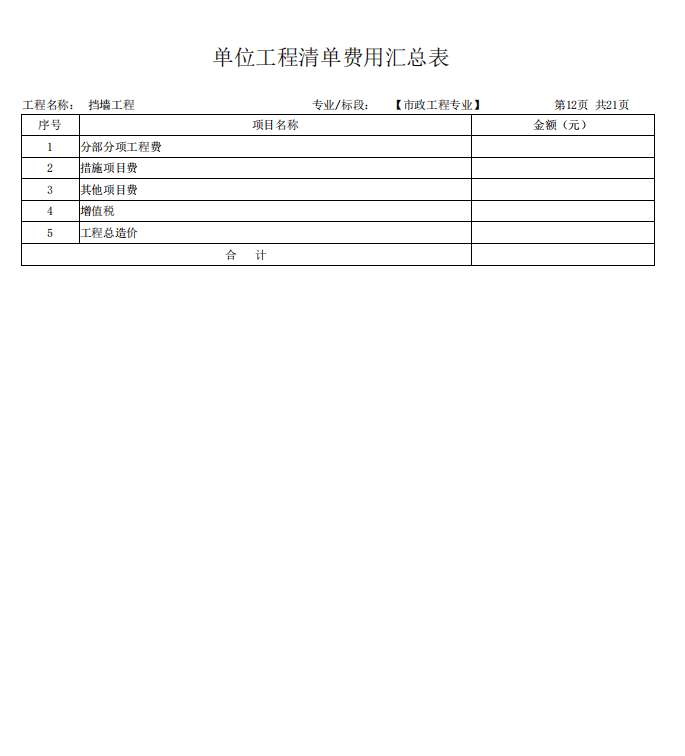 单位工程清单费用汇总表
工程名称： 挡墙工程 专业/标段： 【市政工程专业】 第12页 共21页
序号 项目名称 金额（元）
1 分部分项工程费
2 措施项目费
3 其他项目费
4 增值税
5 工程总造价
合 计